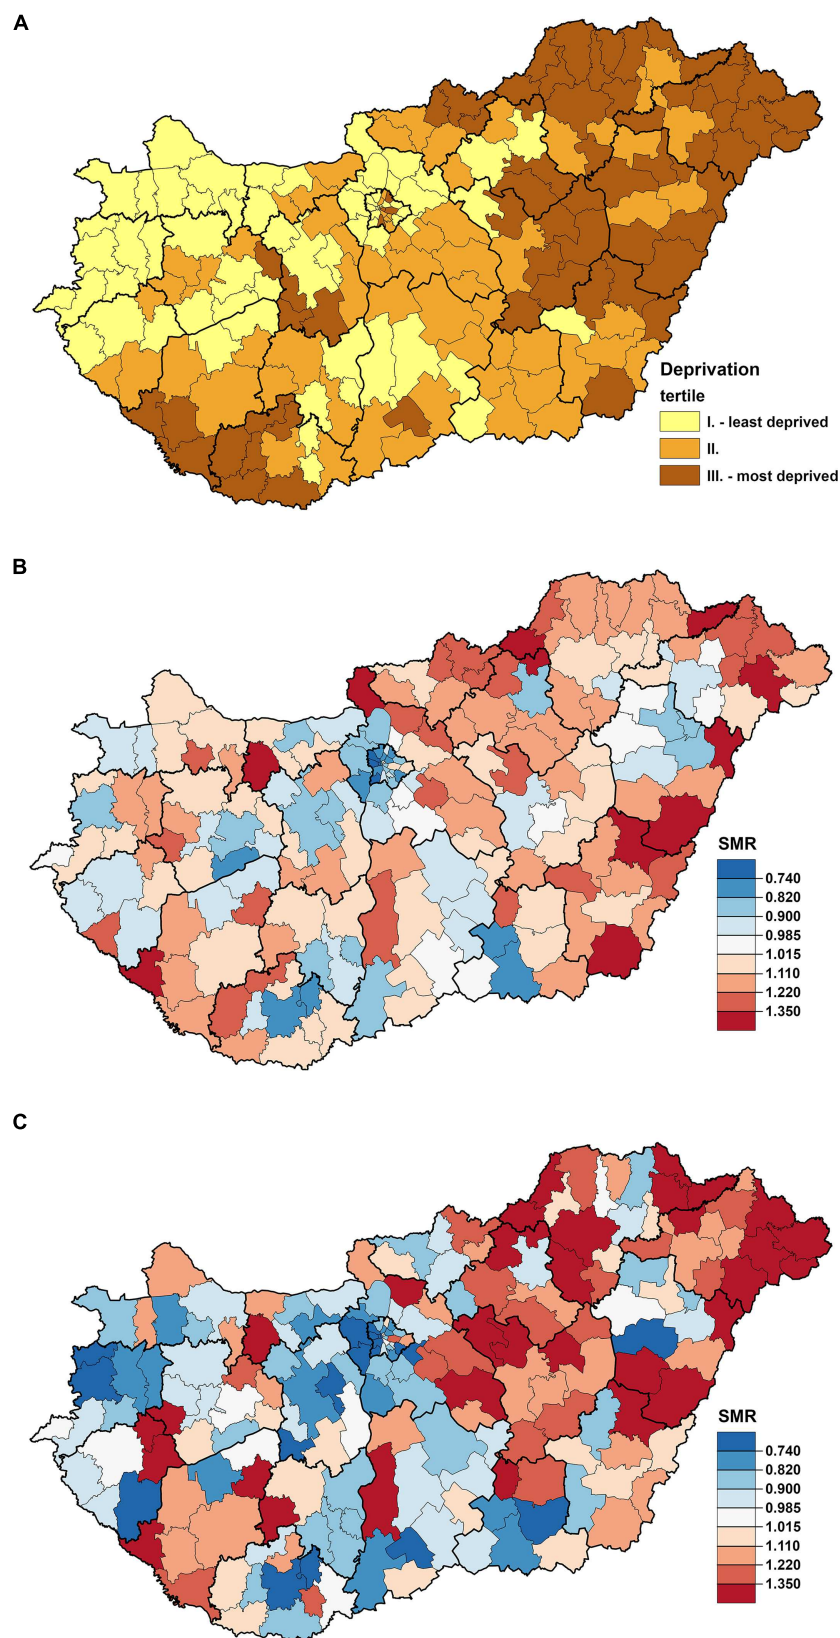 A
Deprivation
tertile
I. - least deprived
II.
III. - most deprived
B
SMR
0.740
0.820
0.900
0.985
1.015
1.110
1.220
1.350
C
SMR
0.740
0.820
0.900
0.985
1.015
1.110
1.220
1.350